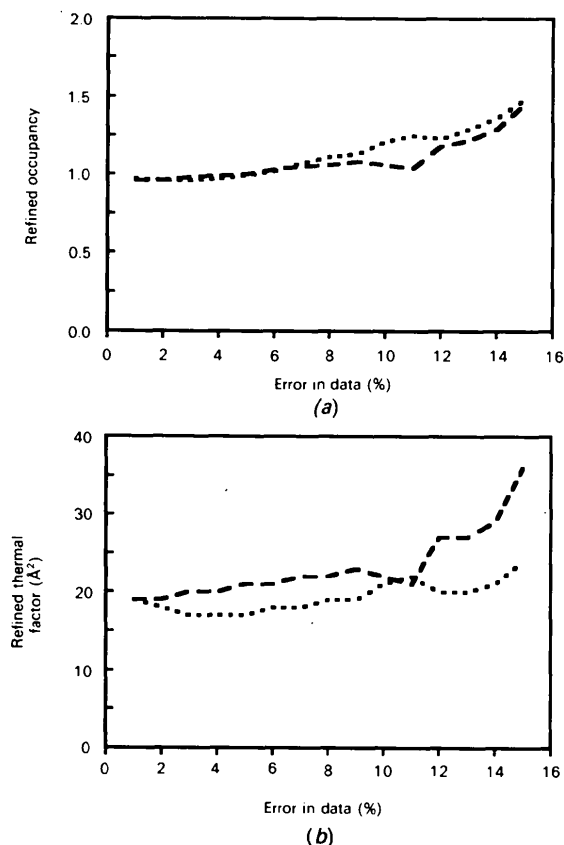 2.0
1.5
1.0
0.5
0.0
Refined occupancy
0 2 4 6 8 10 12 14 16
Error in data (%)
(a)
40
30
20
10
0
Refined thermal
factor (Å²)
0 2 4 6 8 10 12 14 16
Error in data (%)
(b)